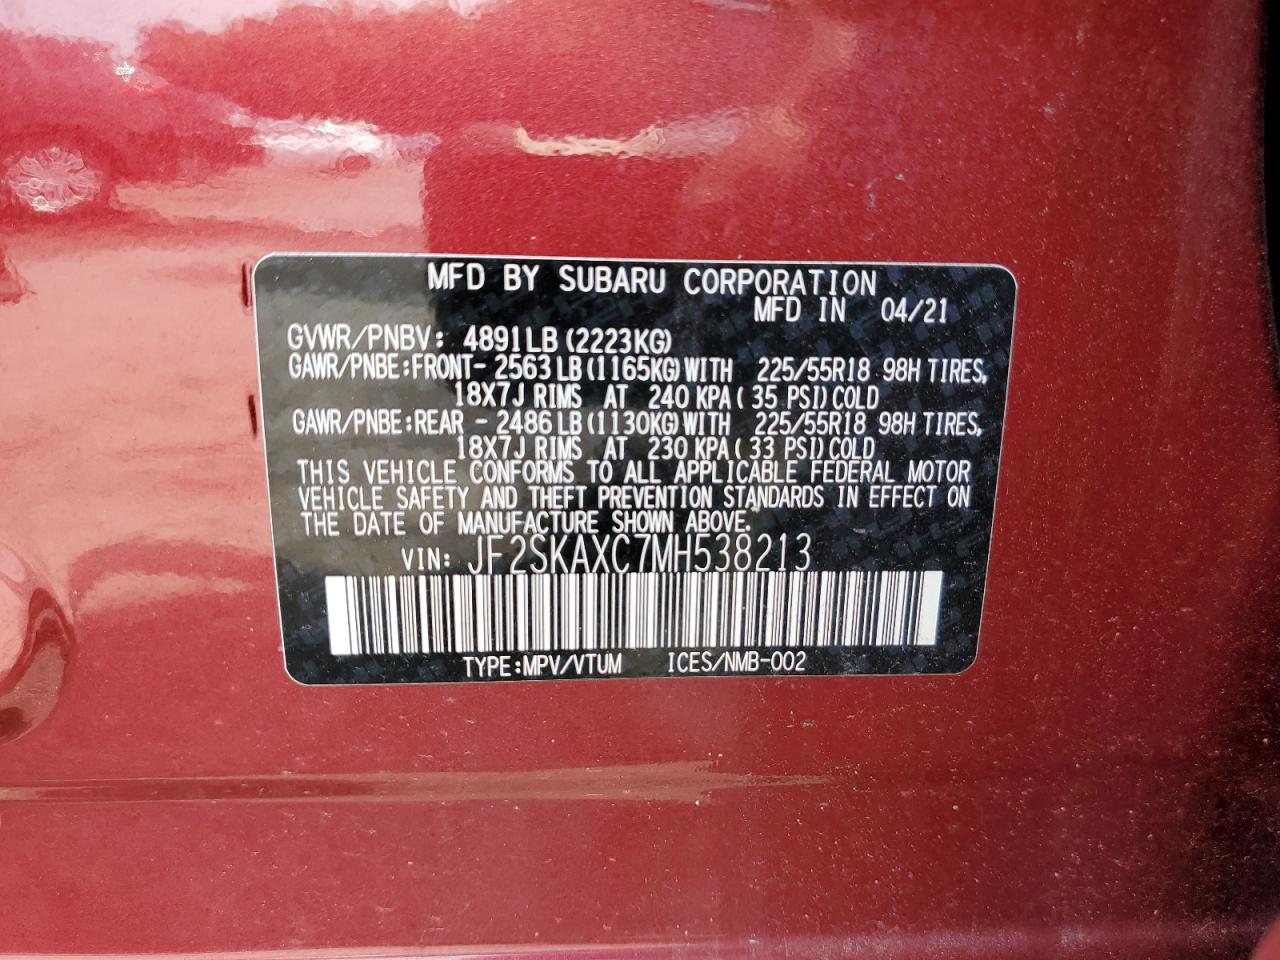 MFD BY SUBARU CORPORATION
MFD IN 04/21
GVWR/PNBV: 4891LB (2223KG)
GAWR/PNBE:FRONT- 2563 LB(1165KG)WITH 225/55R18 98H TIRES,
18X7J RIMS AT 240 KPA( 35 PSI)COLD
GAWR/PNBE:REAR - 2486 LB(1130KG)WITH 225/55R18 98H TIRES,
18X7J RIMS AT 230 KPA( 33 PSI)COLD
THIS VEHICLE CONFORMS TO ALL APPLICABLE FEDERAL MOTOR
VEHICLE SAFETY AND THEFT PREVENTION STANDARDS IN EFFECT ON
THE DATE OF MANUFACTURE SHOWN ABOVE.
VIN: JF2SKAXC7MH538213
TYPE:MPV/VTUM ICES/NMB-002